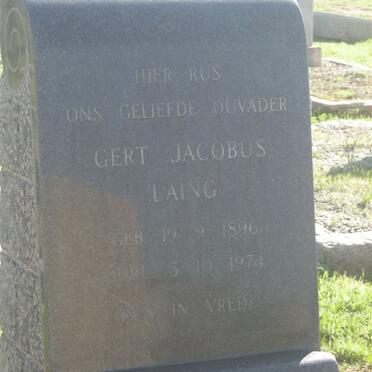 HIER RUS
ONS GELIEFDE OUVADER
GERT JACOBUS
LAING
GEB. 19.9.1896
OORL. 5.10.1974
RUS IN VREDE